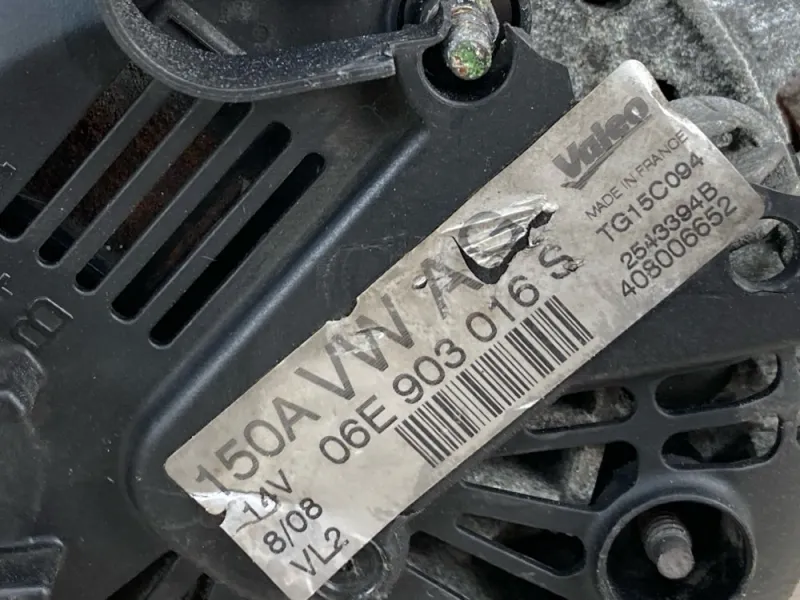 Valeo
MADE IN FRANCE
TG15C094
2543394B
408006652
150A VW AG
14V 06E 903 016 S
8/08
VL2